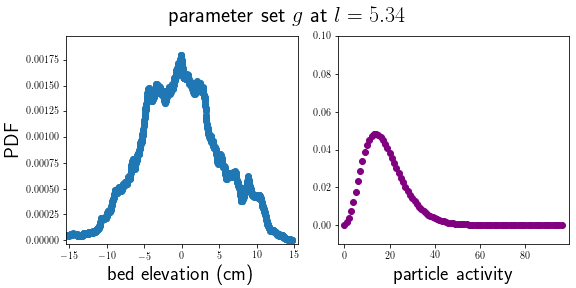 parameter set g at l = 5.34
PDF
0.00175
0.00150
0.00125
0.00100
0.00075
0.00050
0.00025
0.00000
−15 −10 −5 0 5 10 15
bed elevation (cm)
0.10
0.08
0.06
0.04
0.02
0.00
0 20 40 60 80
particle activity